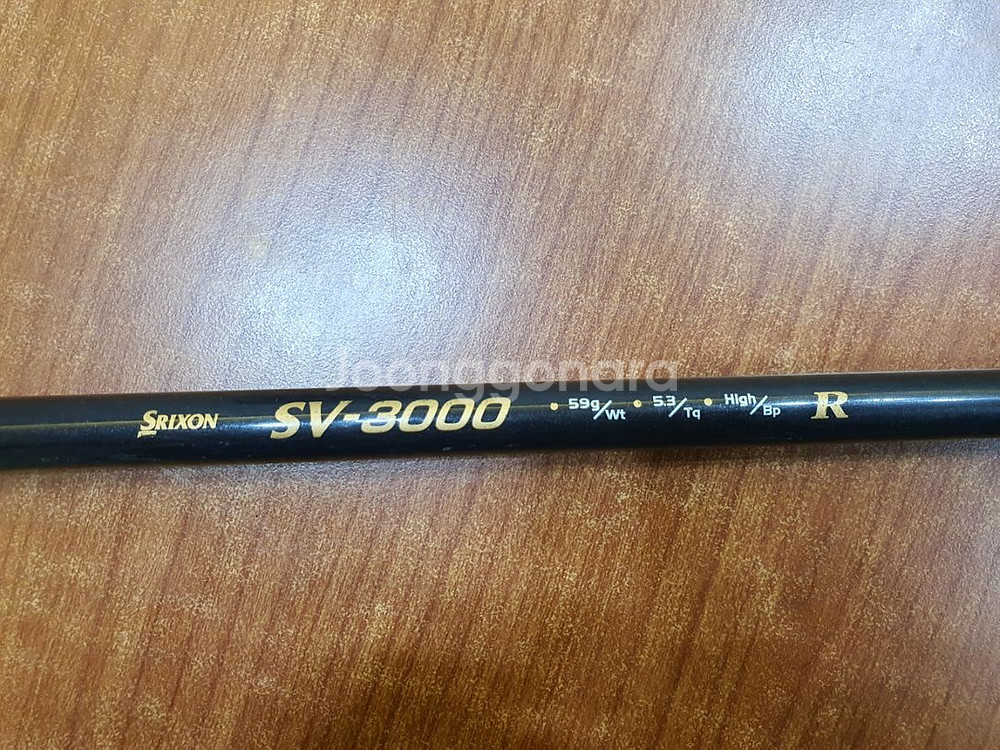 Joonggonara
SRIXON SV-3000 • 59g/Wt • 5.3/Tq • High/Bp R